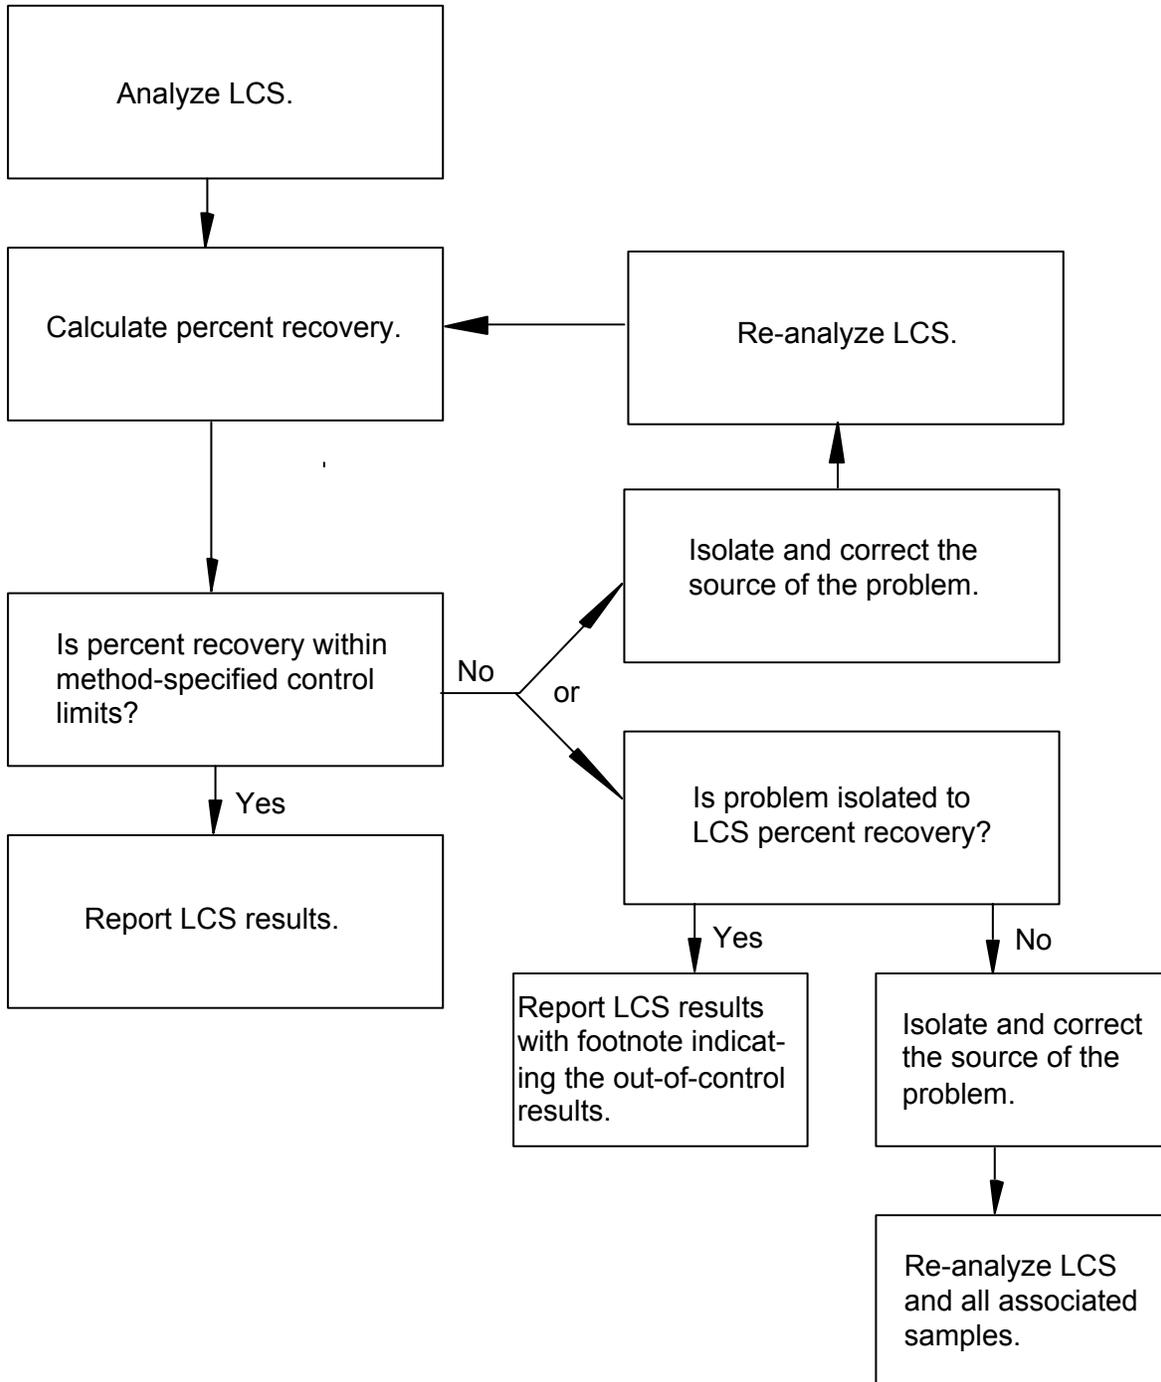 Analyze LCS.
Calculate percent recovery.
Re-analyze LCS.
Isolate and correct the
source of the problem.
Is percent recovery within
method-specified control
limits?
No
or
Is problem isolated to
LCS percent recovery?
Yes
Report LCS results.
Yes
No
Report LCS results
with footnote indicat-
ing the out-of-control
results.
Isolate and correct
the source of the
problem.
Re-analyze LCS
and all associated
samples.